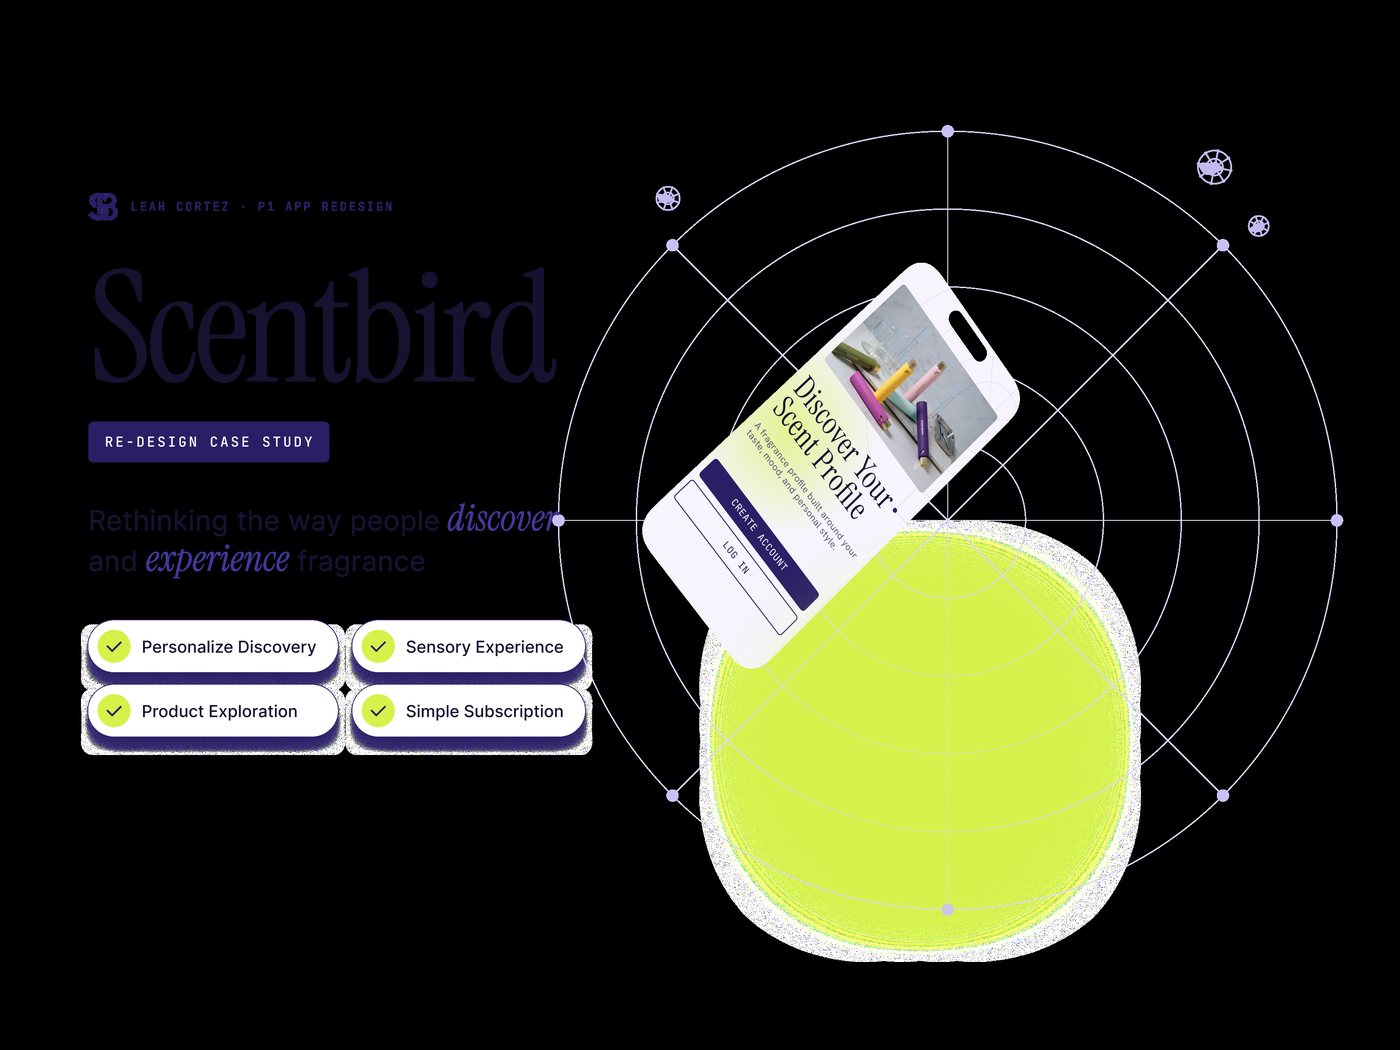 SB LEAH CORTEZ · P1 APP REDESIGN
Scentbird
RE-DESIGN CASE STUDY
Rethinking the way people discover
and experience fragrance
Personalize Discovery
Sensory Experience
Product Exploration
Simple Subscription
Discover Your
Scent Profile
A fragrance profile built around your
taste, mood, and personal style.
CREATE ACCOUNT
LOG IN